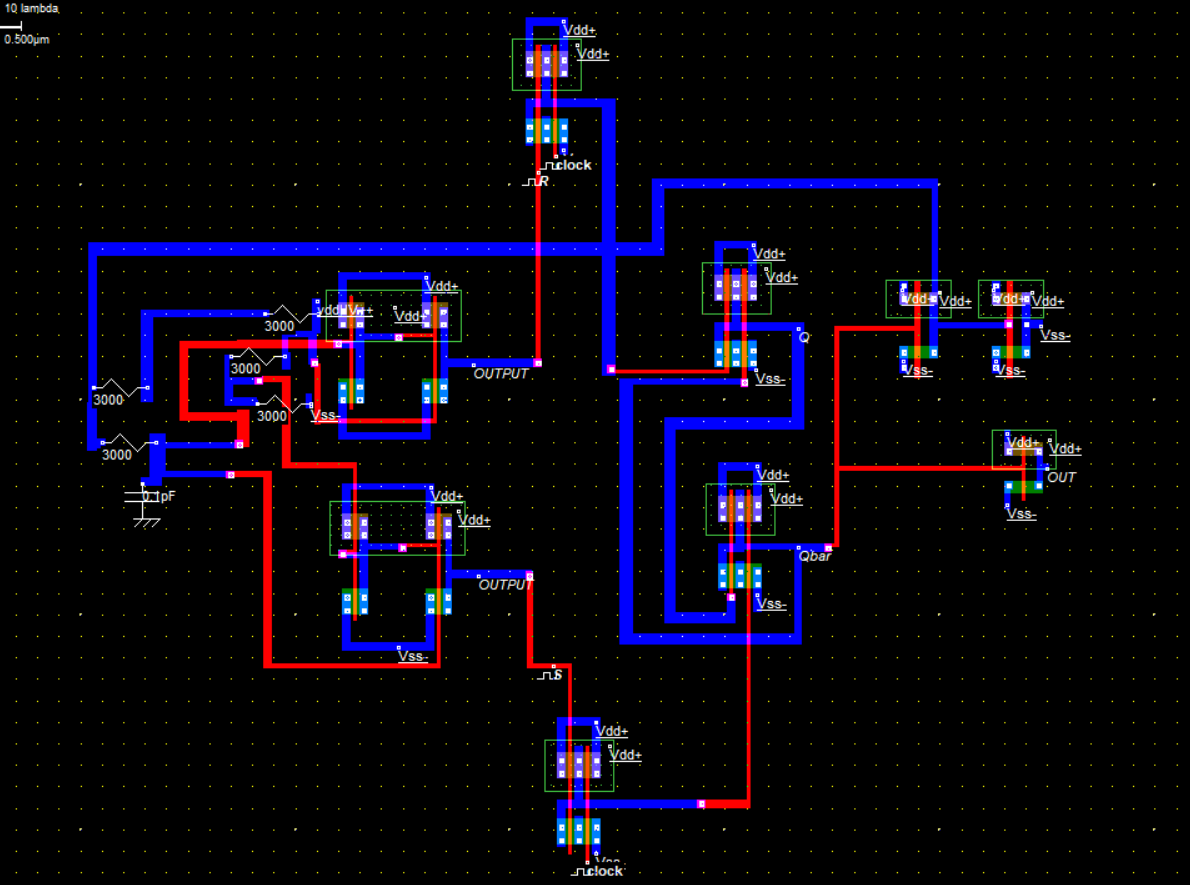 10 lambda
0.500µm
Vdd+
Vdd+
clock
R
Vdd+
Vdd+
Vdd+
Vdd+
3000
Vdd+
Vdd+
Vdd+
Vdd+
Vdd+
Q
Vss-
3000
OUTPUT
Vss-
Vss-
Vss-
3000
3000
Vss-
3000
Vdd+
Vdd+
OUT
Vdd+
Vdd+
0.1pF
Vdd+
Vdd+
Vss-
Qbar
OUTPUT
Vss-
Vss-
S
Vdd+
Vdd+
clock